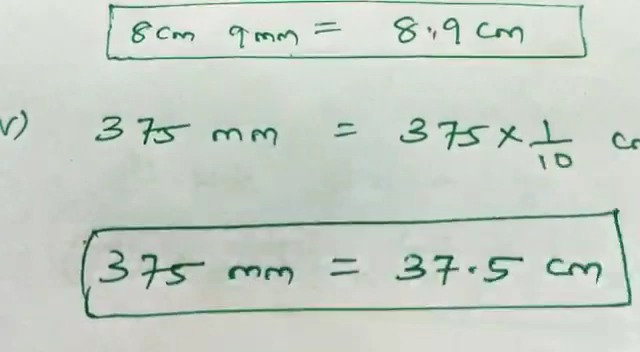 8cm 9mm = 8.9 cm
v) 375 mm = 375 × 1/10 c
375 mm = 37.5 cm